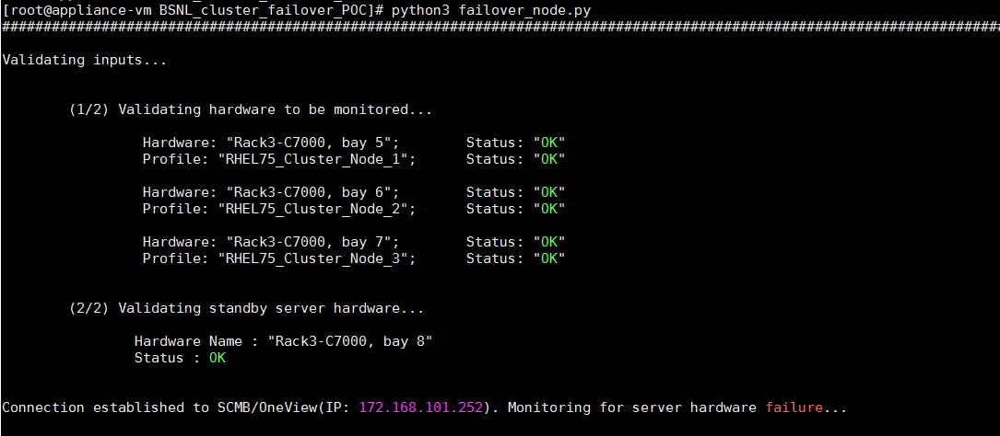 [root@appliance-vm BSNL_cluster_failover_POC]# python3 failover_node.py
########################################################################################################################
Validating inputs...
(1/2) Validating hardware to be monitored...
Hardware: "Rack3-C7000, bay 5"; Status: "OK"
Profile: "RHEL75_Cluster_Node_1"; Status: "OK"
Hardware: "Rack3-C7000, bay 6"; Status: "OK"
Profile: "RHEL75_Cluster_Node_2"; Status: "OK"
Hardware: "Rack3-C7000, bay 7"; Status: "OK"
Profile: "RHEL75_Cluster_Node_3"; Status: "OK"
(2/2) Validating standby server hardware...
Hardware Name : "Rack3-C7000, bay 8"
Status : OK
Connection established to SCMB/OneView(IP: 172.168.101.252). Monitoring for server hardware failure...